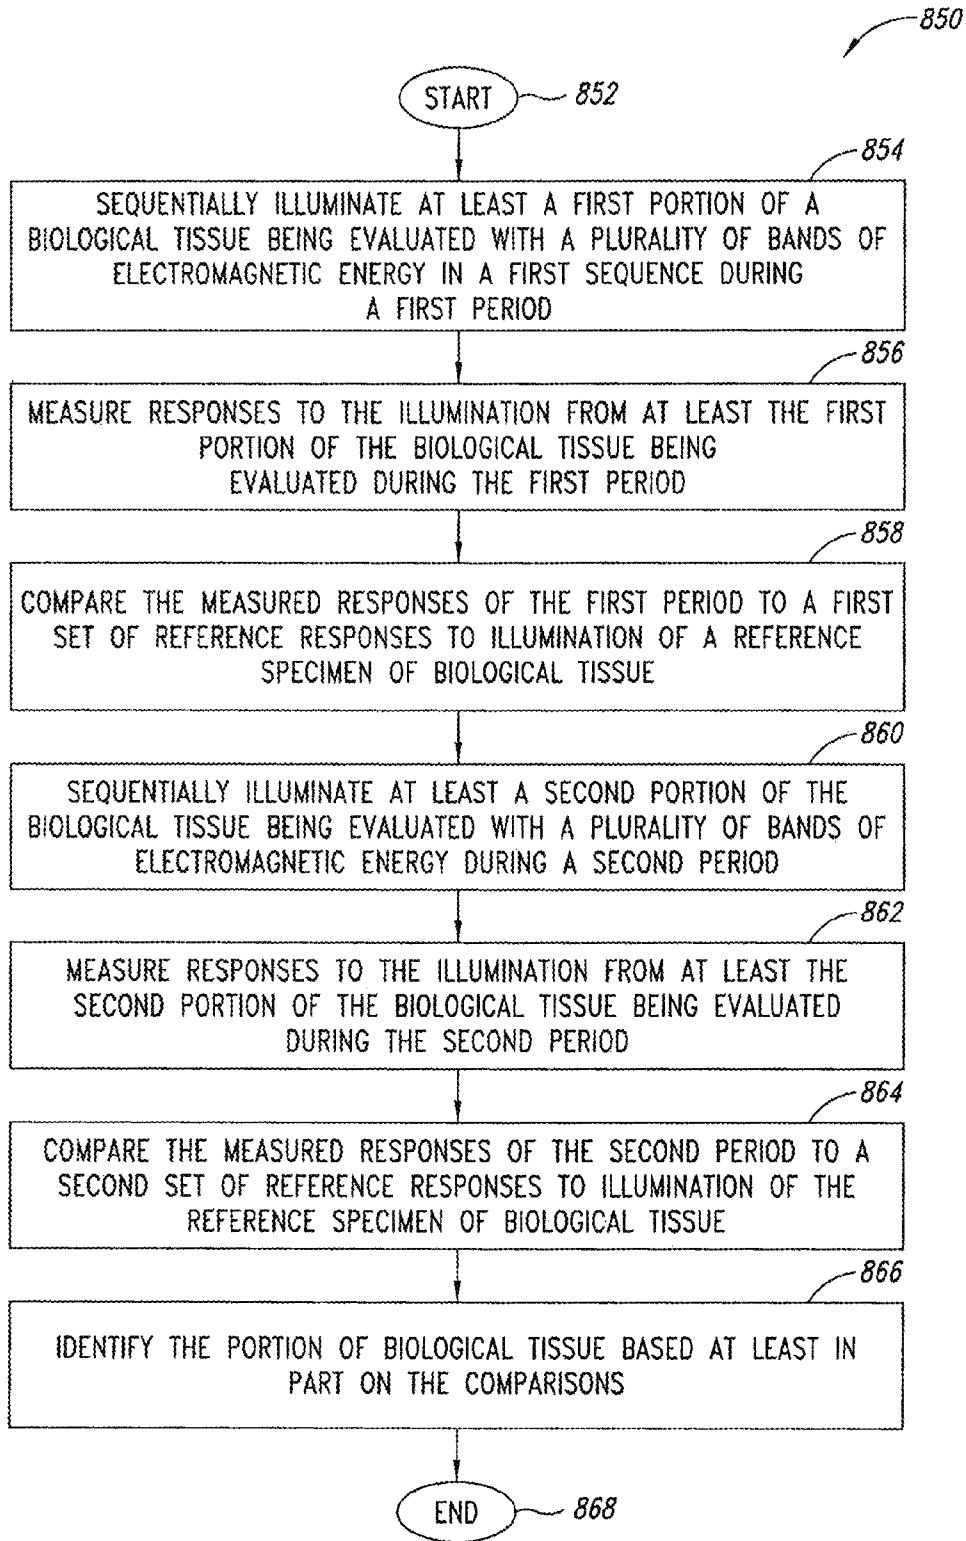 850
START
852
854
SEQUENTIALLY ILLUMINATE AT LEAST A FIRST PORTION OF A
BIOLOGICAL TISSUE BEING EVALUATED WITH A PLURALITY OF BANDS OF
ELECTROMAGNETIC ENERGY IN A FIRST SEQUENCE DURING
A FIRST PERIOD
856
MEASURE RESPONSES TO THE ILLUMINATION FROM AT LEAST THE FIRST
PORTION OF THE BIOLOGICAL TISSUE BEING
EVALUATED DURING THE FIRST PERIOD
858
COMPARE THE MEASURED RESPONSES OF THE FIRST PERIOD TO A FIRST
SET OF REFERENCE RESPONSES TO ILLUMINATION OF A REFERENCE
SPECIMEN OF BIOLOGICAL TISSUE
860
SEQUENTIALLY ILLUMINATE AT LEAST A SECOND PORTION OF THE
BIOLOGICAL TISSUE BEING EVALUATED WITH A PLURALITY OF BANDS OF
ELECTROMAGNETIC ENERGY DURING A SECOND PERIOD
862
MEASURE RESPONSES TO THE ILLUMINATION FROM AT LEAST THE
SECOND PORTION OF THE BIOLOGICAL TISSUE BEING EVALUATED
DURING THE SECOND PERIOD
864
COMPARE THE MEASURED RESPONSES OF THE SECOND PERIOD TO A
SECOND SET OF REFERENCE RESPONSES TO ILLUMINATION OF THE
REFERENCE SPECIMEN OF BIOLOGICAL TISSUE
866
IDENTIFY THE PORTION OF BIOLOGICAL TISSUE BASED AT LEAST IN
PART ON THE COMPARISONS
END
868